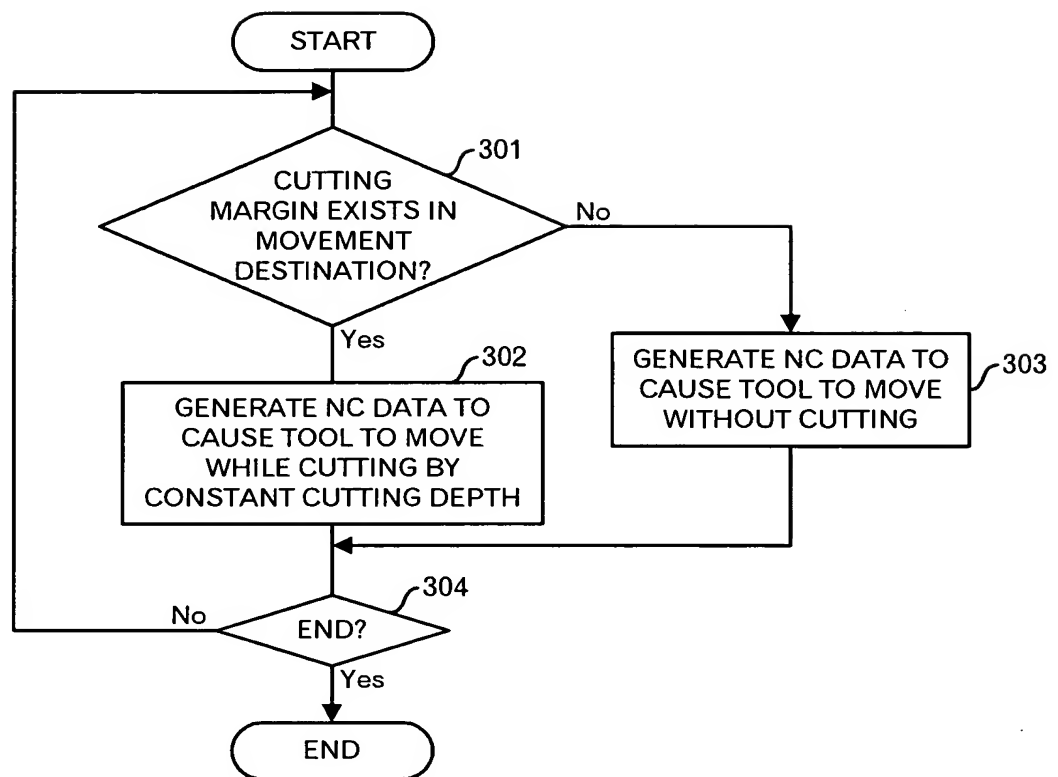 START
301
CUTTING
MARGIN EXISTS IN
MOVEMENT
DESTINATION?
No
Yes
302
GENERATE NC DATA TO
CAUSE TOOL TO MOVE
WHILE CUTTING BY
CONSTANT CUTTING DEPTH
GENERATE NC DATA TO
CAUSE TOOL TO MOVE
WITHOUT CUTTING
303
304
No
END?
Yes
END